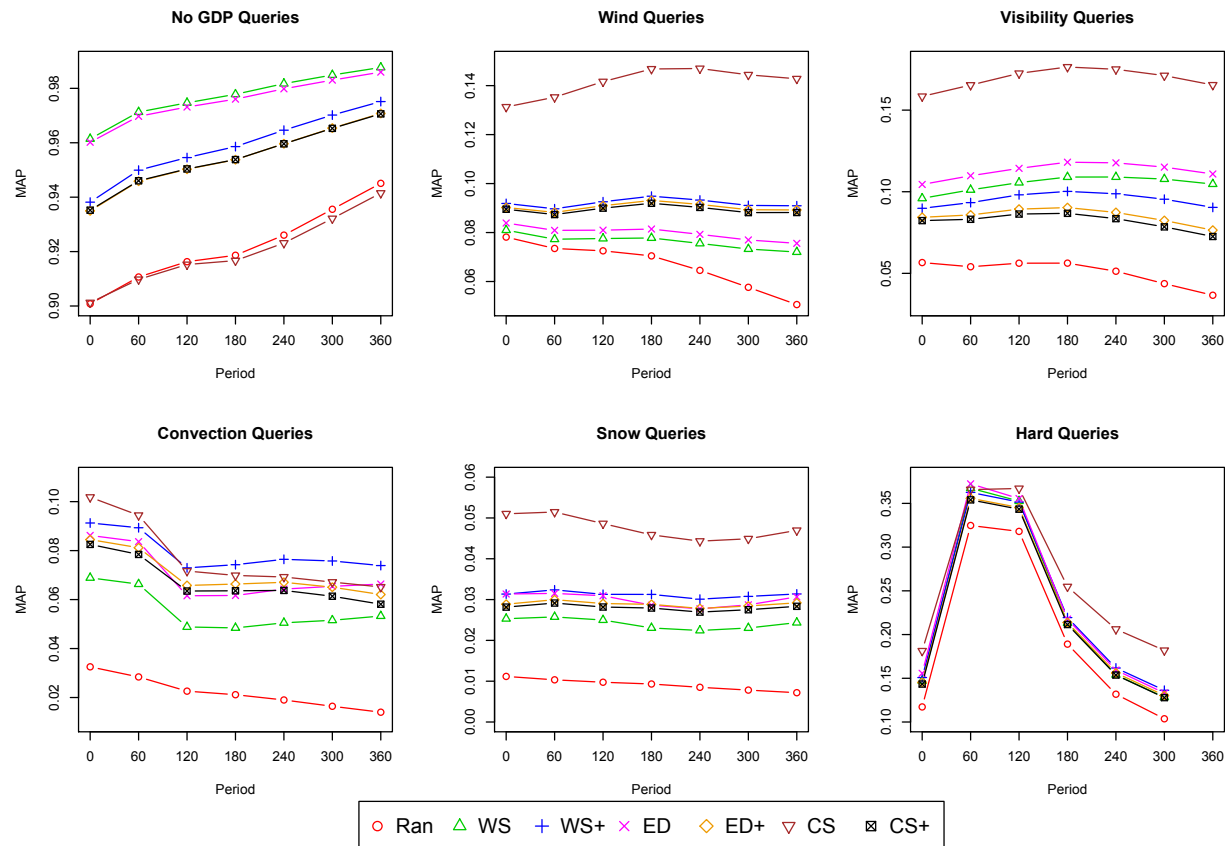 No GDP Queries
MAP
0.98
0.96
0.94
0.92
0.90
0 60 120 180 240 300 360
Period
Wind Queries
MAP
0.14
0.12
0.10
0.08
0.06
0 60 120 180 240 300 360
Period
Visibility Queries
MAP
0.15
0.10
0.05
0 60 120 180 240 300 360
Period
Convection Queries
MAP
0.10
0.08
0.06
0.04
0.02
0 60 120 180 240 300 360
Period
Snow Queries
MAP
0.06
0.05
0.04
0.03
0.02
0.01
0.00
0 60 120 180 240 300 360
Period
Hard Queries
MAP
0.35
0.30
0.25
0.20
0.15
0.10
0 60 120 180 240 300 360
Period
Ran WS WS+ ED ED+ CS CS+